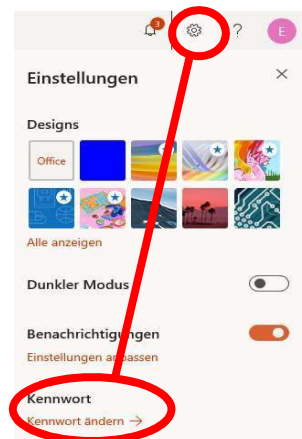 3
?
E
Einstellungen
Designs
Office
Alle anzeigen
Dunkler Modus
Benachrichtigungen
Einstellungen anpassen
Kennwort
Kennwort ändern →